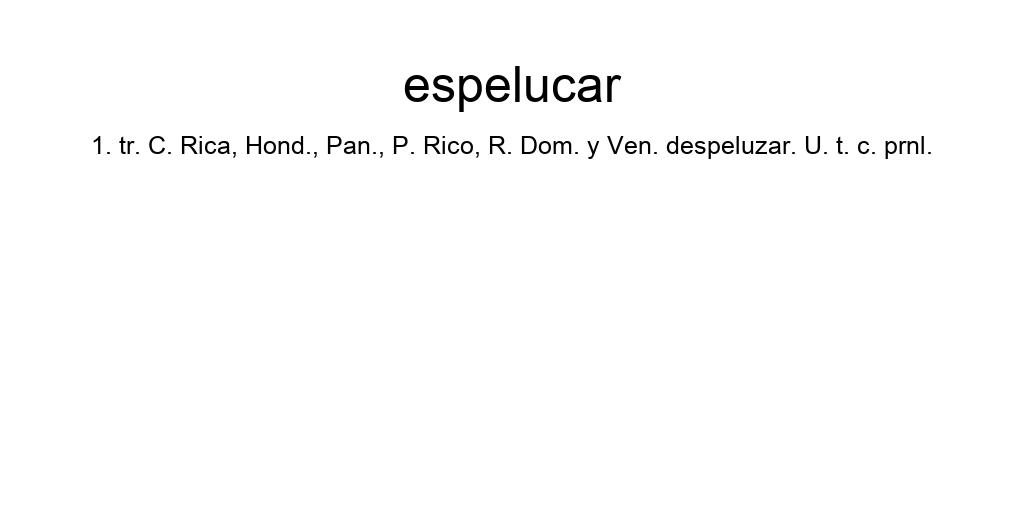 espelucar
1. tr. C. Rica, Hond., Pan., P. Rico, R. Dom. y Ven. despeluzar. U. t. c. prnl.